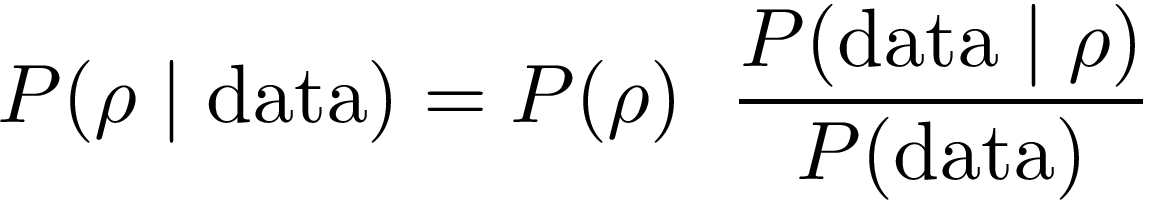 P(ρ | data) = P(ρ) P(data | ρ) / P(data)